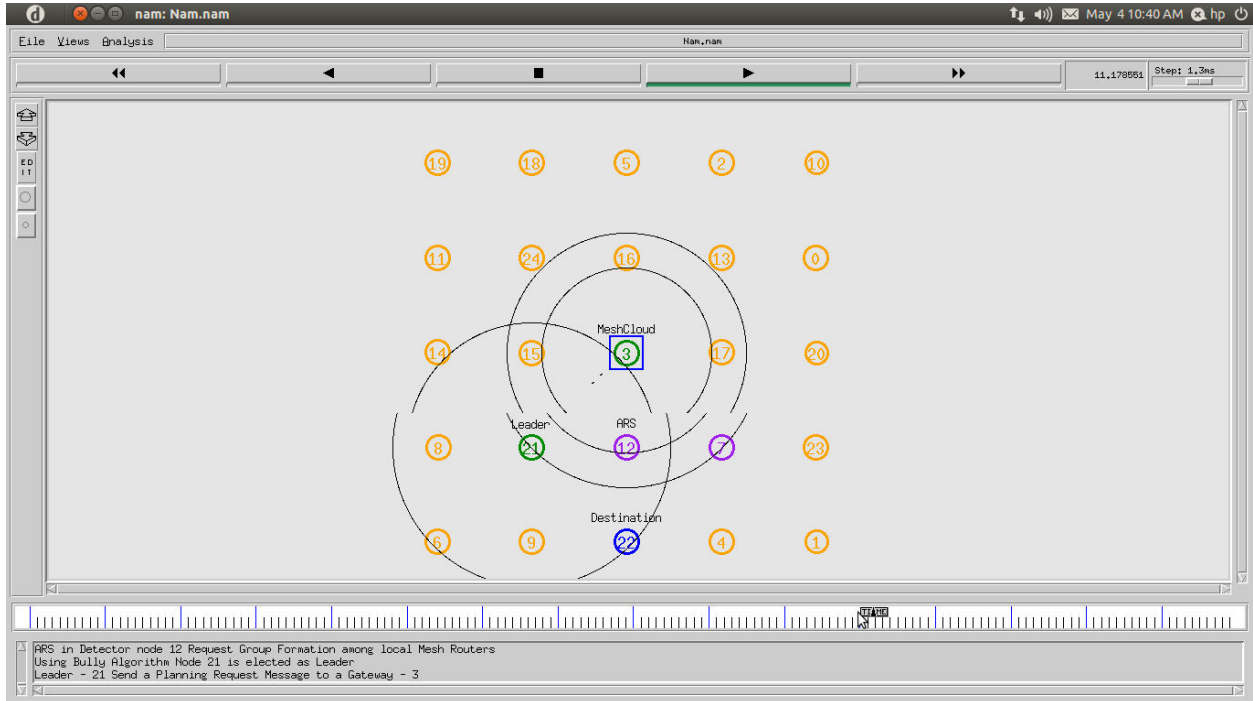 nam: Nam.nam
May 4 10:40 AM hp
File Views Analysis Nam.nam
11.178551 Step: 1.3ms
ED
IT
19 18 5 2 10
11 24 16 13 0
MeshCloud
14 15 3 17 20
Leader ARS
8 21 12 7 23
Destination
6 9 22 4 1
TIME
ARS in Detector node 12 Request Group Formation among local Mesh Routers
Using Bully Algorithm Node 21 is elected as Leader
Leader - 21 Send a Planning Request Message to a Gateway - 3